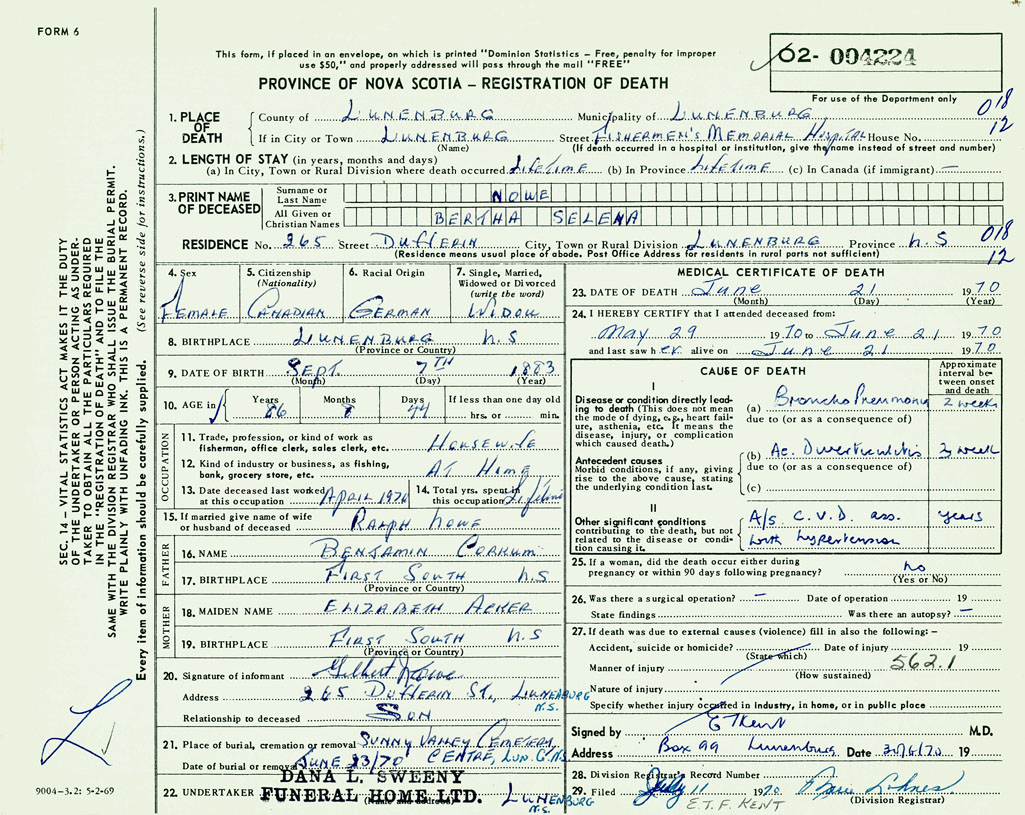 FORM 6
This form, if placed in an envelope, on which is printed "Dominion Statistics – Free, penalty for improper
use $50," and properly addressed will pass through the mail "FREE"
62- 004224
PROVINCE OF NOVA SCOTIA – REGISTRATION OF DEATH
For use of the Department only
018
12
1. PLACE OF DEATH
County of LUNENBURG Municipality of LUNENBURG
If in City or Town LUNENBURG Street FISHERMEN'S MEMORIAL HOSPITAL House No.
(Name) (If death occurred in a hospital or institution, give the name instead of street and number)
2. LENGTH OF STAY (in years, months and days)
(a) In City, Town or Rural Division where death occurred LIFETIME (b) In Province LIFETIME (c) In Canada (if immigrant) —
3. PRINT NAME OF DECEASED
Surname or Last Name NOWE
All Given or Christian Names BERTHA SELENA
RESIDENCE No. 265 Street DUFFERIN City, Town or Rural Division LUNENBURG Province N.S 018
(Residence means usual place of abode. Post Office Address for residents in rural parts not sufficient) 12
4. Sex
FEMALE
5. Citizenship
(Nationality)
CANADIAN
6. Racial Origin
GERMAN
7. Single, Married,
Widowed or Divorced
(write the word)
WIDOW
8. BIRTHPLACE LUNENBURG N.S
(Province or Country)
9. DATE OF BIRTH SEPT. 7TH 1883
(Month) (Day) (Year)
10. AGE in Years 86 Months Days If less than one day old
hrs. or min.
OCCUPATION
11. Trade, profession, or kind of work as
fisherman, office clerk, sales clerk, etc. HOUSEWIFE
12. Kind of industry or business, as fishing,
bank, grocery store, etc. AT HOME
13. Date deceased last worked
at this occupation APRIL 1970
14. Total yrs. spent in
this occupation Lifetime
15. If married give name of wife
or husband of deceased RALPH NOWE
FATHER
16. NAME BENJAMIN CORKUM
17. BIRTHPLACE FIRST SOUTH N.S
(Province or Country)
MOTHER
18. MAIDEN NAME ELIZABETH ACKER
19. BIRTHPLACE FIRST SOUTH N.S
(Province or Country)
20. Signature of informant Gilbert Nowe
Address 265 DUFFERIN ST., LUNENBURG
N.S.
Relationship to deceased SON
21. Place of burial, cremation or removal SUNNY VALLEY CEMETERY,
Date of burial or removal JUNE 23/70 CENTRE, LUN. C. N.S.
22. UNDERTAKER DANA L. SWEENY
FUNERAL HOME LTD. LUNENBURG
(Name and address) N.S.
MEDICAL CERTIFICATE OF DEATH
23. DATE OF DEATH June 21 1970
(Month) (Day) (Year)
24. I HEREBY CERTIFY that I attended deceased from:
May 29 1970 to June 21 1970
and last saw her alive on June 21 1970
CAUSE OF DEATH
Approximate
interval be-
tween onset
and death
I
Disease or condition directly lead-
ing to death (This does not mean
the mode of dying, e.g., heart fail-
ure, asthenia, etc. It means the
disease, injury, or complication
which caused death.)
(a) Broncho Pneumonia 2 weeks
due to (or as a consequence of)
Antecedent causes
Morbid conditions, if any, giving
rise to the above cause, stating
the underlying condition last.
(b) Ac. Diverticulitis 3 week
due to (or as a consequence of)
(c)
II
Other significant conditions
contributing to the death, but not
related to the disease or condi-
tion causing it.
A/s C.V.D. ass. years
with hypertension
25. If a woman, did the death occur either during
pregnancy or within 90 days following pregnancy? no
(Yes or No)
26. Was there a surgical operation? – Date of operation 19
State findings Was there an autopsy? –
27. If death was due to external causes (violence) fill in also the following: –
Accident, suicide or homicide? Date of injury 19
(State which)
562.1
Manner of injury
(How sustained)
Nature of injury
Specify whether injury occurred in industry, in home, or in public place
Signed by E T Kent M.D.
Address Box 99 Lunenburg Date 30/6/70 19
28. Division Registrar's Record Number
29. Filed July 11 1970
E.T.F. KENT (Division Registrar)
SEC. 14 – VITAL STATISTICS ACT MAKES IT THE DUTY
OF THE UNDERTAKER OR PERSON ACTING AS UNDER-
TAKER TO OBTAIN ALL THE PARTICULARS REQUIRED
IN THE "REGISTRATION OF DEATH" AND TO FILE THE
SAME WITH THE DIVISION REGISTRAR WHO SHALL ISSUE THE BURIAL PERMIT.
WRITE PLAINLY WITH UNFADING INK. THIS IS A PERMANENT RECORD.
Every item of information should be carefully supplied. (See reverse side for instructions.)
9004–3.2: 5-2-69